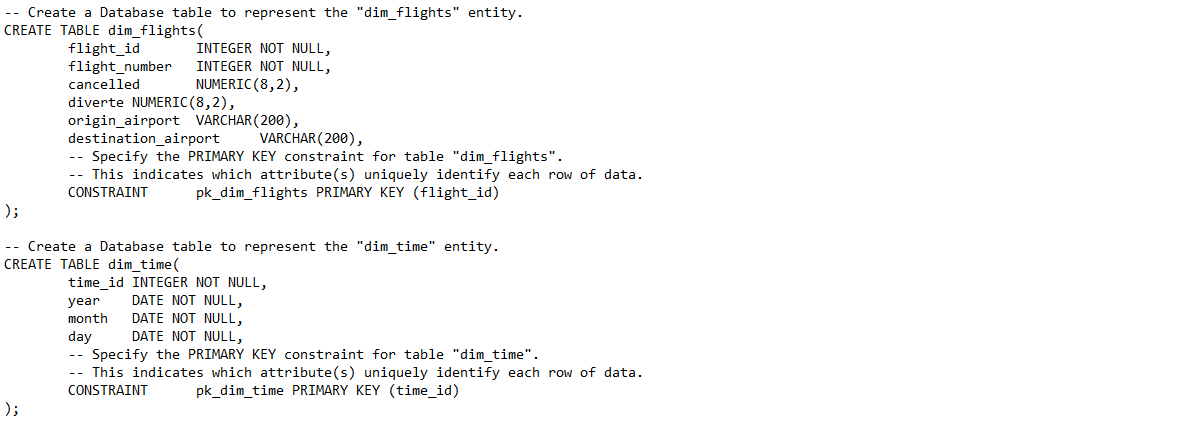 -- Create a Database table to represent the "dim_flights" entity.
CREATE TABLE dim_flights(
	flight_id	INTEGER NOT NULL,
	flight_number	INTEGER NOT NULL,
	cancelled	NUMERIC(8,2),
	diverte	NUMERIC(8,2),
	origin_airport	VARCHAR(200),
	destination_airport	VARCHAR(200),
	-- Specify the PRIMARY KEY constraint for table "dim_flights".
	-- This indicates which attribute(s) uniquely identify each row of data.
	CONSTRAINT	pk_dim_flights PRIMARY KEY (flight_id)
);

-- Create a Database table to represent the "dim_time" entity.
CREATE TABLE dim_time(
	time_id	INTEGER NOT NULL,
	year	DATE NOT NULL,
	month	DATE NOT NULL,
	day	DATE NOT NULL,
	-- Specify the PRIMARY KEY constraint for table "dim_time".
	-- This indicates which attribute(s) uniquely identify each row of data.
	CONSTRAINT	pk_dim_time PRIMARY KEY (time_id)
);